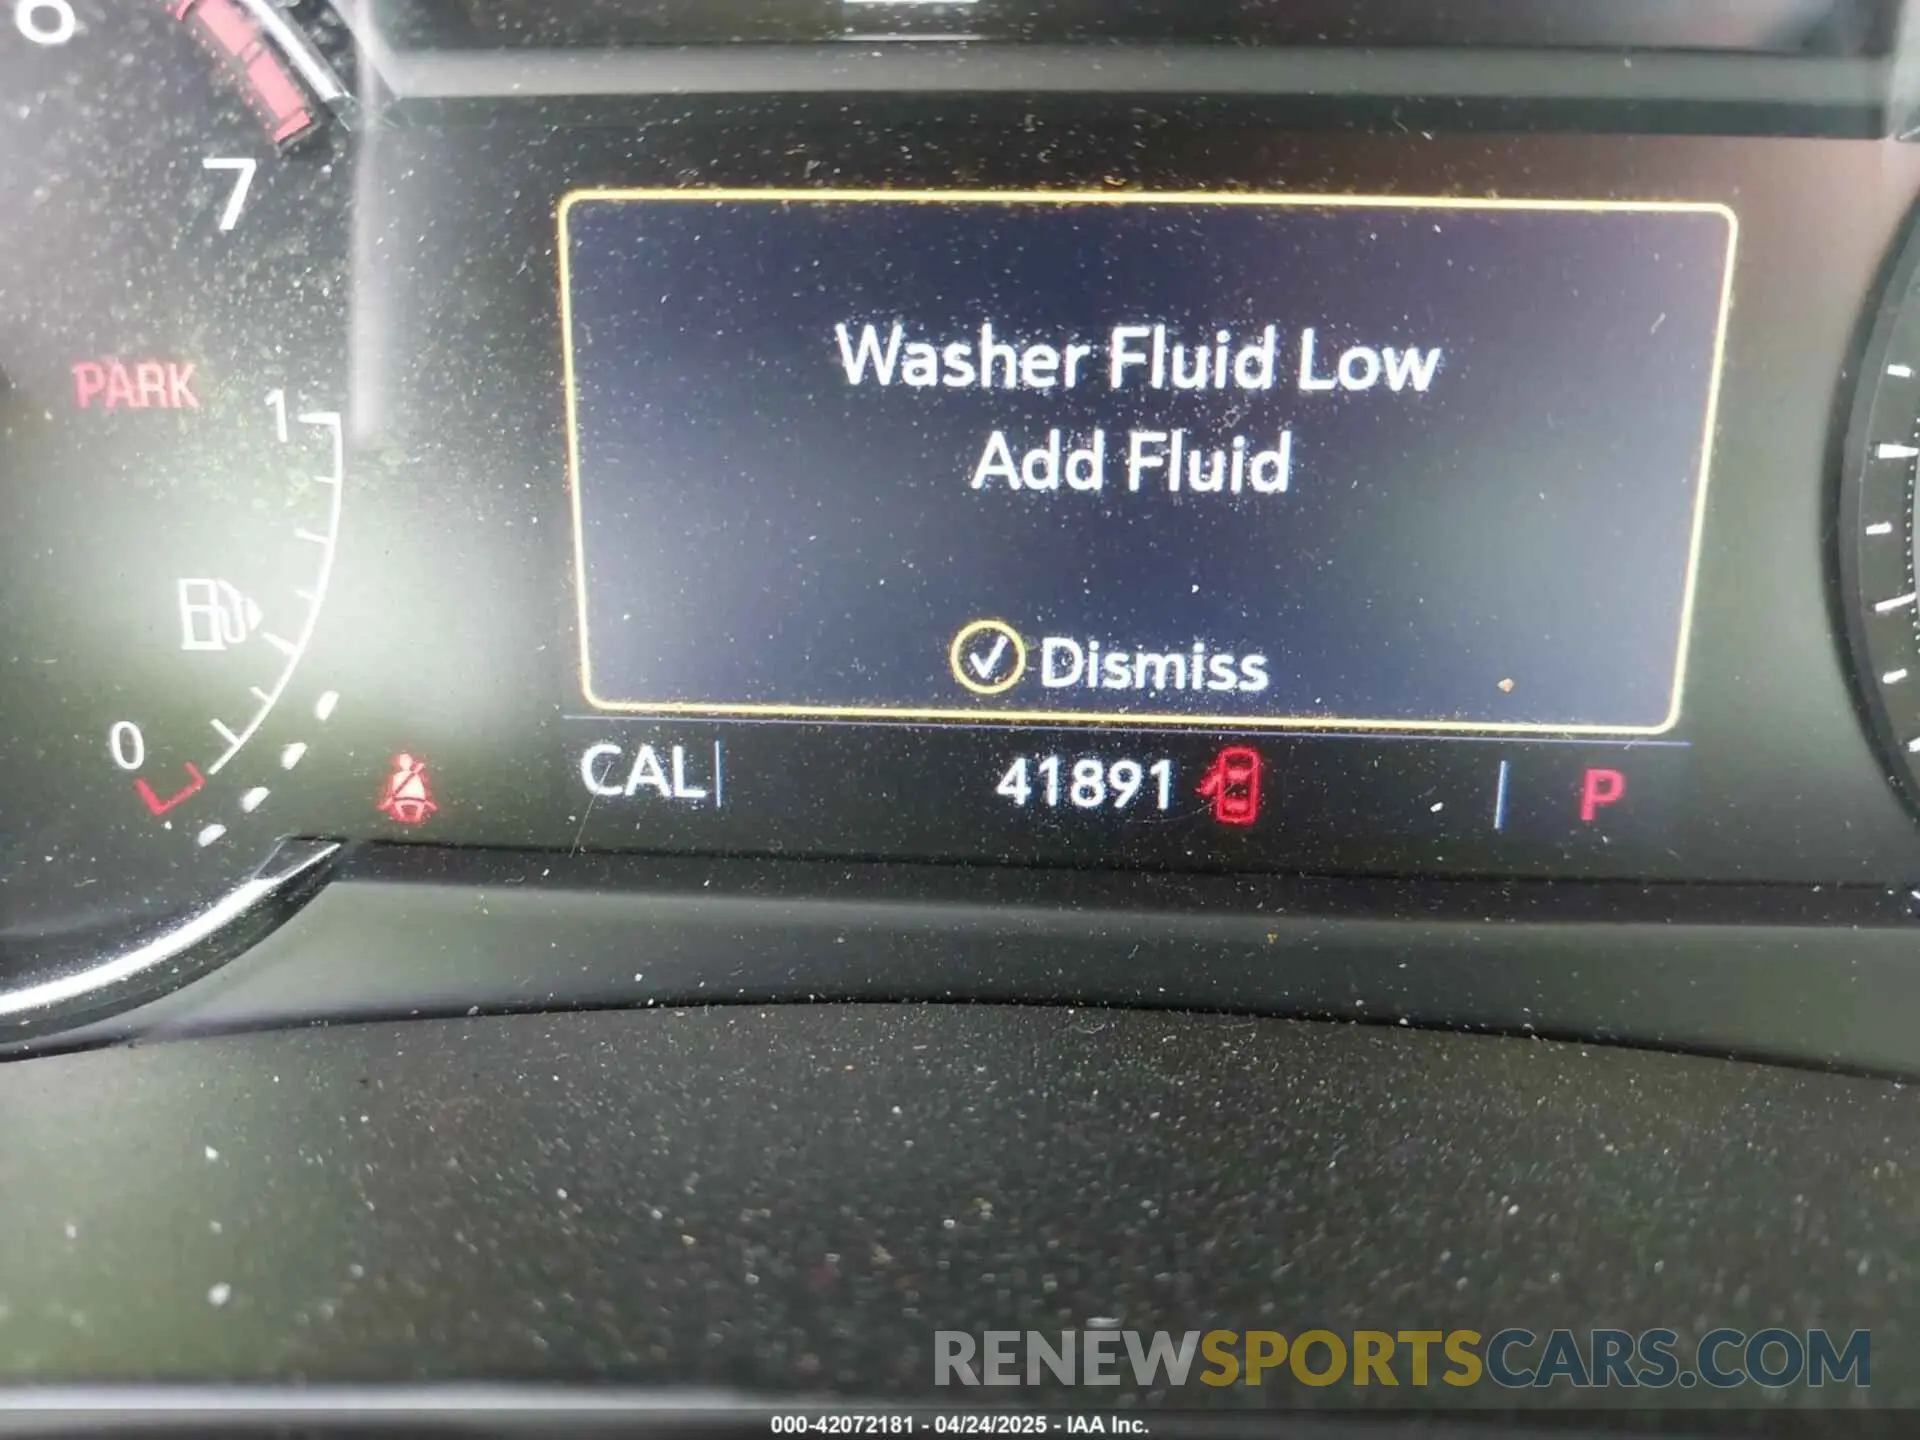 6
7
PARK
1
0
Washer Fluid Low
Add Fluid
✓ Dismiss
CAL
41891
P
RENEWSPORTSCARS.COM
000-42072181 - 04/24/2025 - IAA Inc.